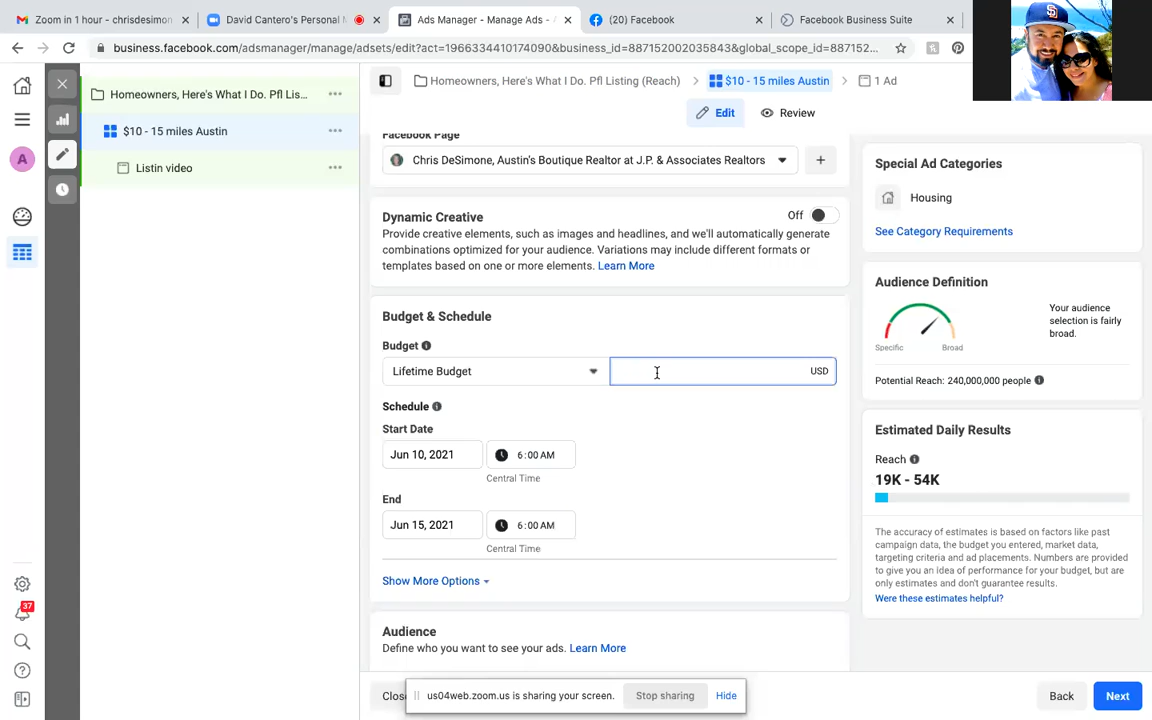 Zoom in 1 hour - chrisdesimon
David Cantero's Personal M
Ads Manager - Manage Ads - A
(20) Facebook
Facebook Business Suite
business.facebook.com/adsmanager/manage/adsets/edit?act=1966334410174090&business_id=887152002035843&global_scope_id=887152...
Homeowners, Here's What I Do. Pfl Lis...
$10 - 15 miles Austin
Listin video
A
37
Homeowners, Here's What I Do. Pfl Listing (Reach)
$10 - 15 miles Austin
1 Ad
Edit
Review
Facebook Page
Chris DeSimone, Austin's Boutique Realtor at J.P. & Associates Realtors
Dynamic Creative
Off
Provide creative elements, such as images and headlines, and we'll automatically generate
combinations optimized for your audience. Variations may include different formats or
templates based on one or more elements. Learn More
Budget & Schedule
Budget
Lifetime Budget
USD
Schedule
Start Date
Jun 10, 2021
6:00 AM
Central Time
End
Jun 15, 2021
6:00 AM
Central Time
Show More Options
Audience
Define who you want to see your ads. Learn More
Special Ad Categories
Housing
See Category Requirements
Audience Definition
Your audience
selection is fairly
broad.
Specific
Broad
Potential Reach: 240,000,000 people
Estimated Daily Results
Reach
19K - 54K
The accuracy of estimates is based on factors like past
campaign data, the budget you entered, market data,
targeting criteria and ad placements. Numbers are provided
to give you an idea of performance for your budget, but are
only estimates and don't guarantee results.
Were these estimates helpful?
Clos
us04web.zoom.us is sharing your screen.
Stop sharing
Hide
Back
Next